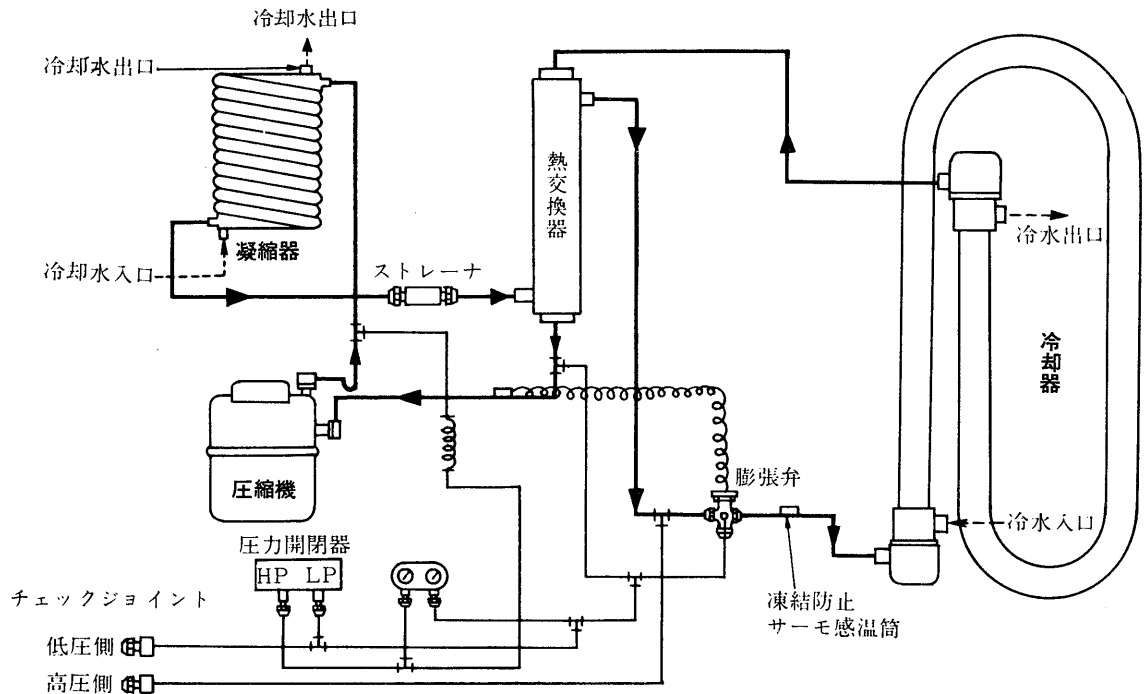 冷却水出口
冷却水出口
凝縮器
冷却水入口
ストレーナ
熱交換器
冷水出口
冷却器
圧縮機
膨張弁
冷水入口
圧力開閉器
HP LP
チェックジョイント
凍結防止
サーモ感温筒
低圧側
高圧側